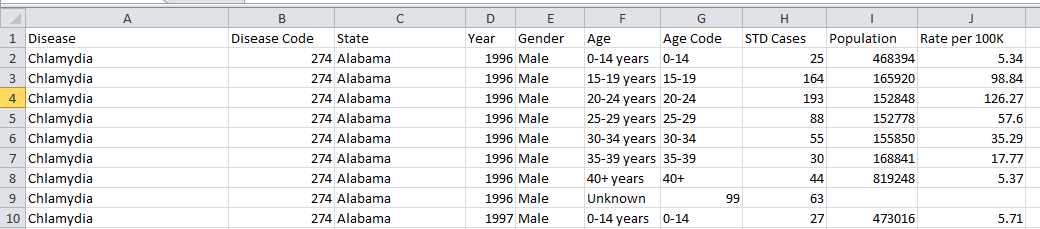 A B C D E F G H I J
1 Disease Disease Code State Year Gender Age Age Code STD Cases Population Rate per 100K
2 Chlamydia 274 Alabama 1996 Male 0-14 years 0-14 25 468394 5.34
3 Chlamydia 274 Alabama 1996 Male 15-19 years 15-19 164 165920 98.84
4 Chlamydia 274 Alabama 1996 Male 20-24 years 20-24 193 152848 126.27
5 Chlamydia 274 Alabama 1996 Male 25-29 years 25-29 88 152778 57.6
6 Chlamydia 274 Alabama 1996 Male 30-34 years 30-34 55 155850 35.29
7 Chlamydia 274 Alabama 1996 Male 35-39 years 35-39 30 168841 17.77
8 Chlamydia 274 Alabama 1996 Male 40+ years 40+ 44 819248 5.37
9 Chlamydia 274 Alabama 1996 Male Unknown 99 63
10 Chlamydia 274 Alabama 1997 Male 0-14 years 0-14 27 473016 5.71